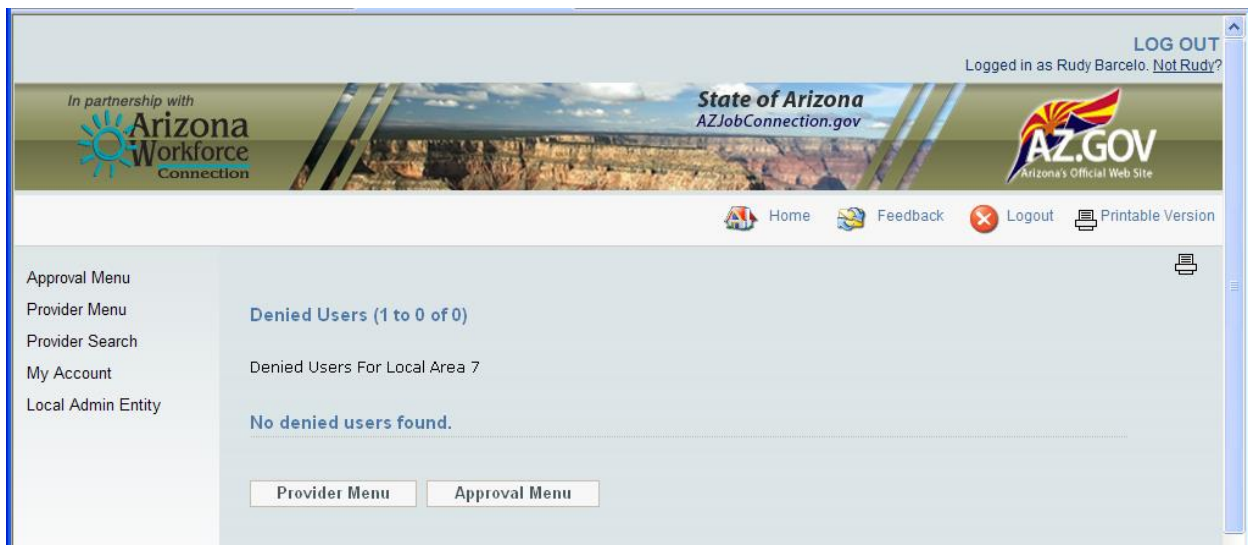 LOG OUT
Logged in as Rudy Barcelo. Not Rudy?
In partnership with
Arizona
Workforce
Connection
State of Arizona
AZJobConnection.gov
AZ.GOV
Arizona's Official Web Site
Home Feedback Logout Printable Version
Approval Menu
Provider Menu
Provider Search
My Account
Local Admin Entity
Denied Users (1 to 0 of 0)
Denied Users For Local Area 7
No denied users found.
Provider Menu Approval Menu